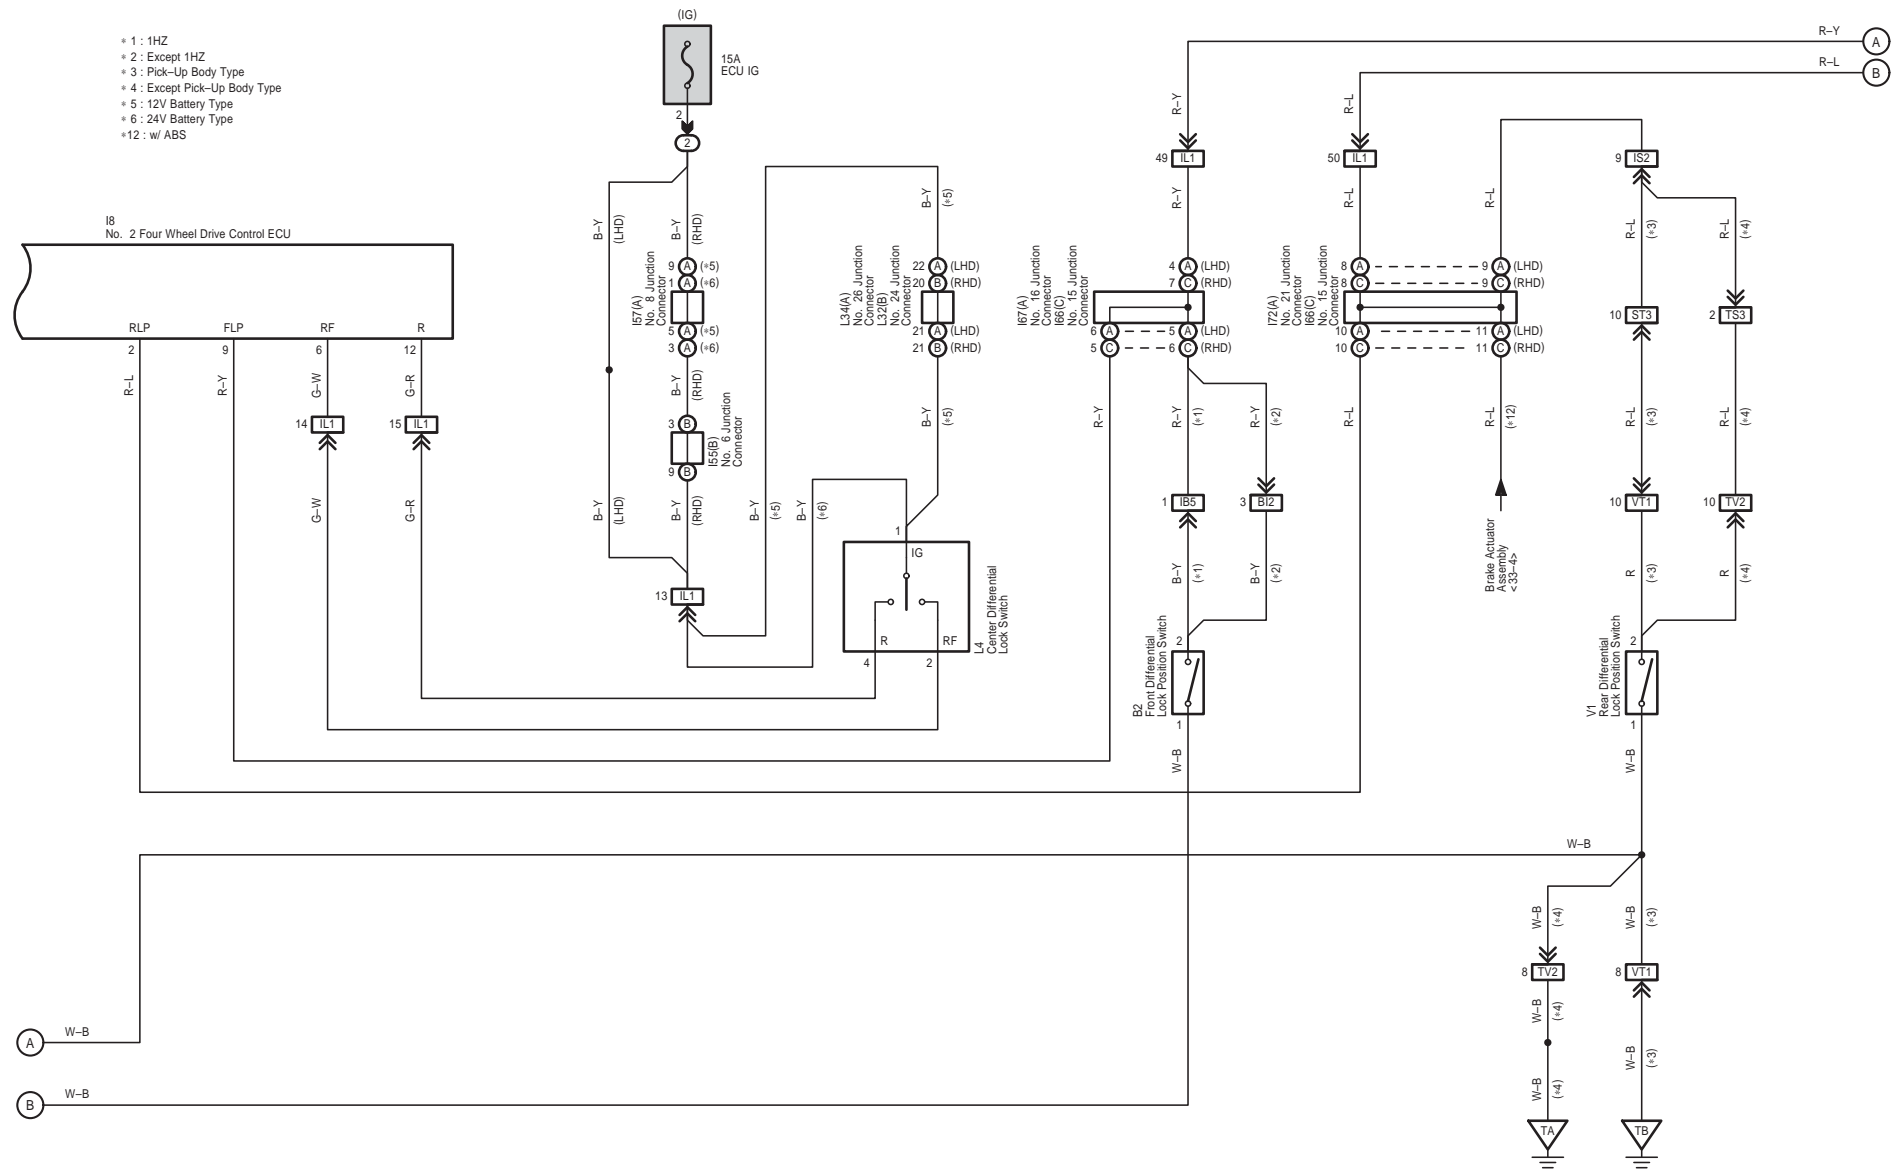 (IG)
15A
ECU IG
2
2
∗ 1 : 1HZ
∗ 2 : Except 1HZ
∗ 3 : Pick–Up Body Type
∗ 4 : Except Pick–Up Body Type
∗ 5 : 12V Battery Type
∗ 6 : 24V Battery Type
∗12 : w/ ABS
R–Y
A
R–L
B
I8
No. 2 Four Wheel Drive Control ECU
RLP
FLP
RF
R
2
9
6
12
R–L
R–Y
G–W
G–R
14 IL1
15 IL1
G–W
G–R
B–Y
(LHD)
B–Y
(RHD)
9 A (∗5)
1 A (∗6)
I57(A)
No. 8 Junction
Connector
5 A (∗5)
3 A (∗6)
B–Y
(RHD)
3 B
I55(B)
No. 6 Junction
Connector
9 B
B–Y
(LHD)
B–Y
(RHD)
13 IL1
B–Y
(∗5)
B–Y
(∗6)
B–Y
(∗5)
22 A (LHD)
20 B (RHD)
L34(A)
No. 26 Junction
Connector
L32(B)
No. 24 Junction
Connector
21 A (LHD)
21 B (RHD)
B–Y
(∗5)
1
IG
R
RF
4
2
L4
Center Differential
Lock Switch
R–Y
49 IL1
R–Y
4 A (LHD)
7 C (RHD)
I67(A)
No. 16 Junction
Connector
I66(C)
No. 15 Junction
Connector
6 A
5 A (LHD)
5 C
6 C (RHD)
R–Y
R–Y
(∗1)
R–Y
(∗2)
1 IB5
3 BI2
B–Y
(∗1)
B–Y
(∗2)
2
B2
Front Differential
Lock Position Switch
1
W–B
R–L
50 IL1
R–L
R–L
8 A
9 A (LHD)
8 C
9 C (RHD)
I72(A)
No. 21 Junction
Connector
I66(C)
No. 15 Junction
Connector
10 A
11 A (LHD)
10 C
11 C (RHD)
R–L
R–L
(∗12)
Brake Actuator
Assembly
<33–4>
9 IS2
R–L
(∗3)
R–L
(∗4)
10 ST3
2 TS3
R–L
(∗3)
R–L
(∗4)
10 VT1
10 TV2
R
(∗3)
R
(∗4)
2
V1
Rear Differential
Lock Position Switch
1
W–B
W–B
W–B
(∗4)
W–B
(∗3)
8 TV2
8 VT1
W–B
(∗4)
W–B
(∗3)
W–B
(∗4)
TA
TB
A
W–B
B
W–B